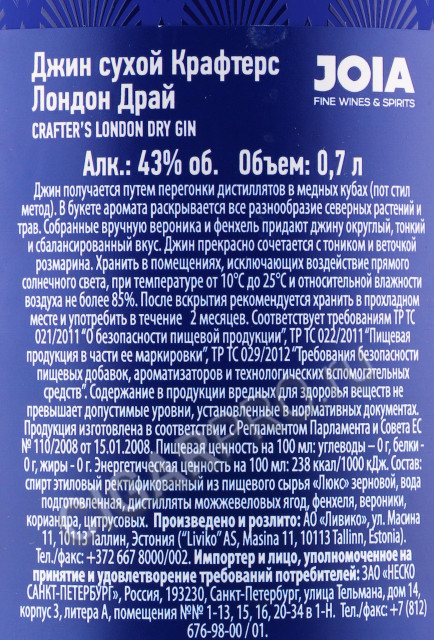 Джин сухой Крафтерс
Лондон Драй
CRAFTER'S LONDON DRY GIN
JOIA
FINE WINES & SPIRITS
Алк.: 43% об. Объем: 0,7 л
Джин получается путем перегонки дистиллятов в медных кубах (пот стил
метод). В букете аромата раскрывается все разнообразие северных растений и
трав. Собранные вручную вероника и фенхель придают джину округлый, тонкий
и сбалансированный вкус. Джин прекрасно сочетается с тоником и веточкой
розмарина. Хранить в помещениях, исключающих воздействие прямого
солнечного света, при температуре от 10°С до 25°С и относительной влажности
воздуха не более 85%. После вскрытия рекомендуется хранить в прохладном
месте и употребить в течение 2 месяцев. Соответствует требованиям ТР ТС
021/2011 "О безопасности пищевой продукции", ТР ТС 022/2011 "Пищевая
продукция в части ее маркировки", ТР ТС 029/2012 "Требования безопасности
пищевых добавок, ароматизаторов и технологических вспомогательных
средств". Содержание в продукции вредных для здоровья веществ не
превышает допустимые уровни, установленные в нормативных документах.
Продукция изготовлена в соответствии с Регламентом Парламента и Совета ЕС
№ 110/2008 от 15.01.2008. Пищевая ценность на 100 мл: углеводы – 0 г, белки -
0 г, жиры - 0 г. Энергетическая ценность на 100 мл: 238 ккал/1000 кДж. Состав:
спирт этиловый ректификованный из пищевого сырья «Люкс» зерновой, вода
подготовленная, дистилляты можжевеловых ягод, фенхеля, вероники,
кориандра, цитрусовых. Произведено и розлито: АО «Ливико», ул. Масина
11, 10113 Таллин, Эстония ("Liviko" AS, Masina 11, 10113 Tallinn, Estonia).
Тел./факс: +372 667 8000/002. Импортер и лицо, уполномоченное на
принятие и удовлетворение требований потребителей: ЗАО «НЕСКО
САНКТ-ПЕТЕРБУРГ», Россия, 193230, Санкт-Петербург, улица Тельмана, дом 14,
корпус 3, литера А, помещения №№ 1-13, 15, 16, 20-34 в 1-Н. Тел./факс: +7 (812)
676-98-00 / 01.